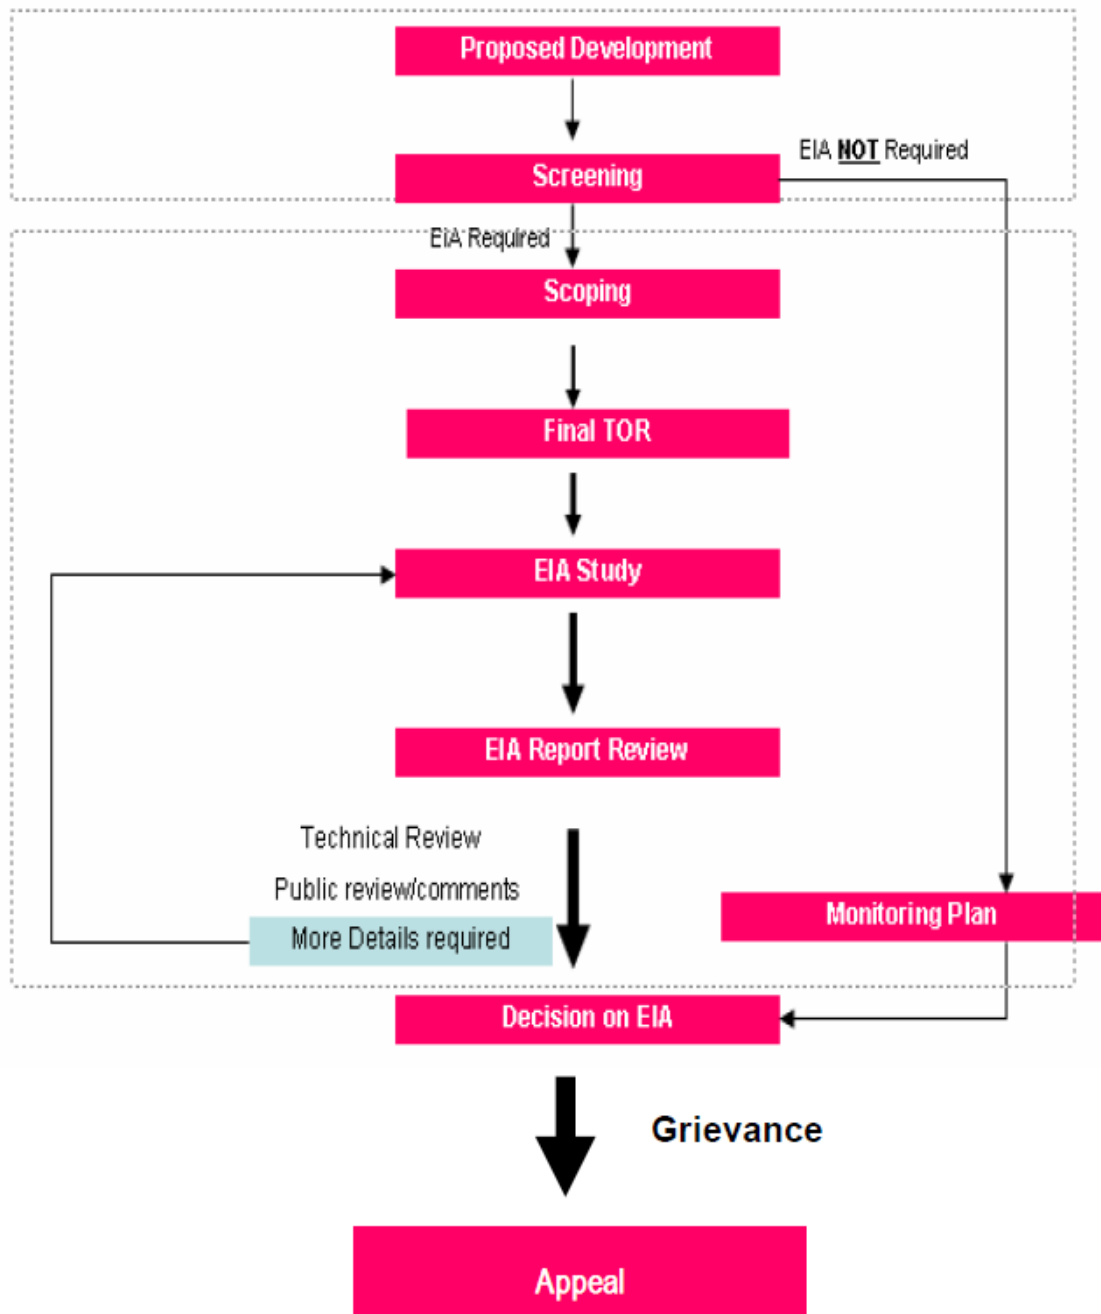 Proposed Development
EIA NOT Required
Screening
EIA Required
Scoping
Final TOR
EIA Study
EIA Report Review
Technical Review
Public review/comments
More Details required
Monitoring Plan
Decision on EIA
Grievance
Appeal